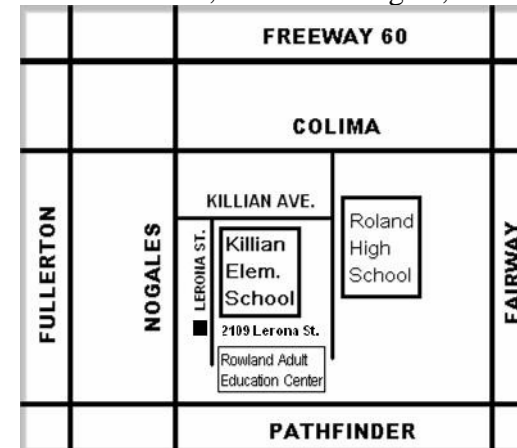 FREEWAY 60
COLIMA
FULLERTON
NOGALES
KILLIAN AVE.
LERONA ST.
Killian
Elem.
School
2109 Lerona St.
Rowland Adult
Education Center
Roland
High
School
FAIRWAY
PATHFINDER